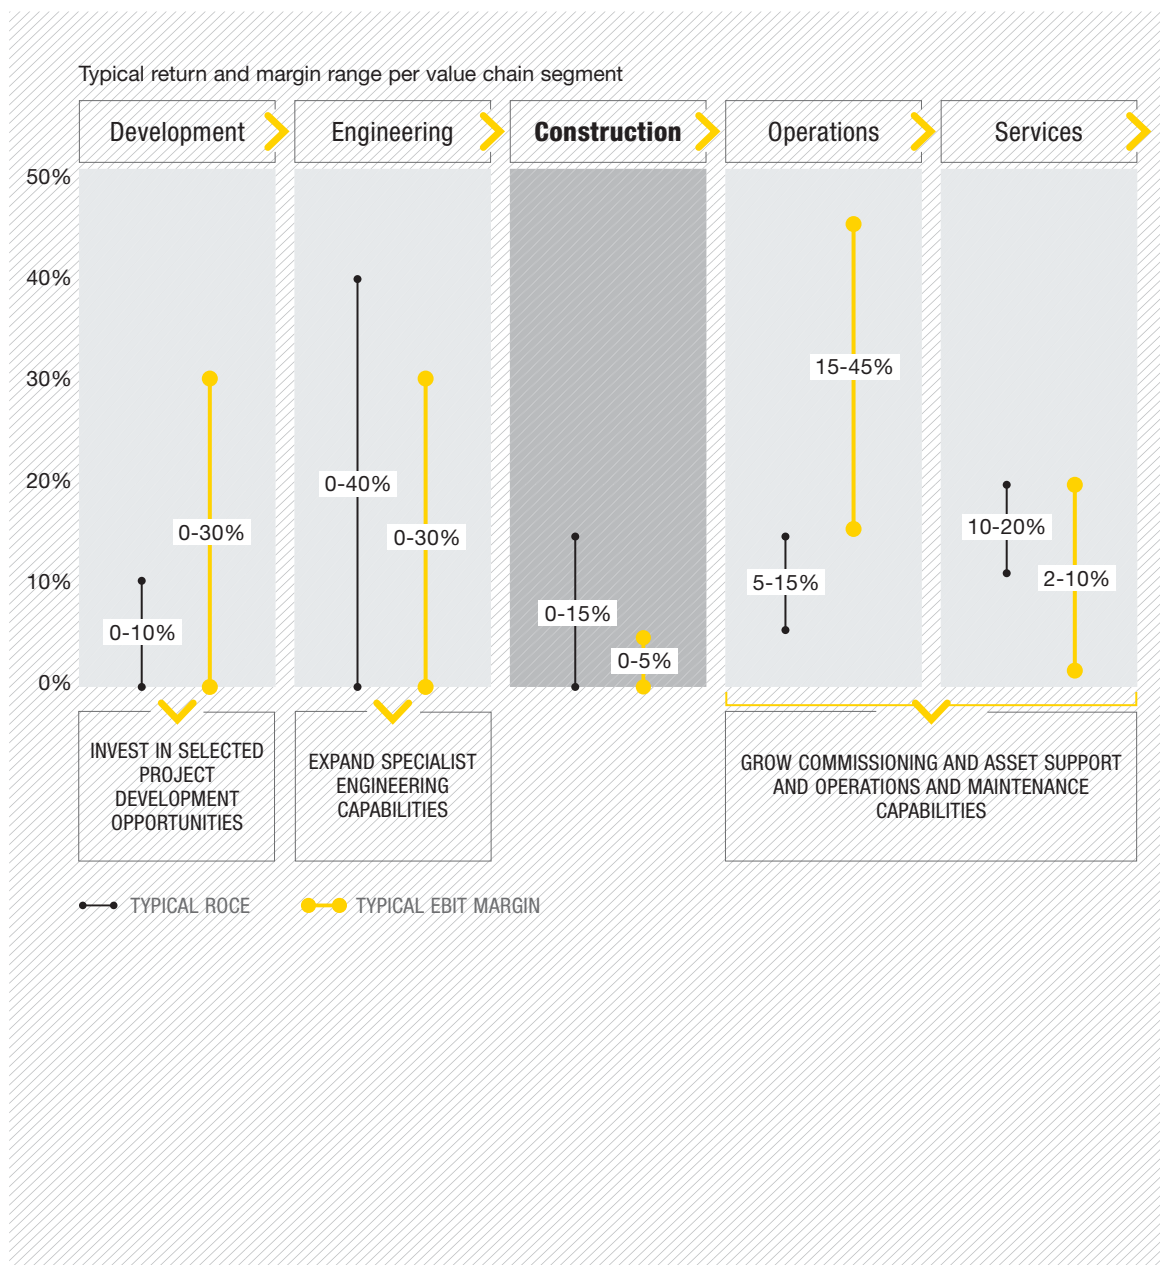 Typical return and margin range per value chain segment
Development
Engineering
Construction
Operations
Services
50%
40%
30%
20%
10%
0%
0-10%
0-30%
0-40%
0-30%
0-15%
0-5%
5-15%
15-45%
10-20%
2-10%
INVEST IN SELECTED
PROJECT
DEVELOPMENT
OPPORTUNITIES
EXPAND SPECIALIST
ENGINEERING
CAPABILITIES
GROW COMMISSIONING AND ASSET SUPPORT
AND OPERATIONS AND MAINTENANCE
CAPABILITIES
TYPICAL ROCE
TYPICAL EBIT MARGIN